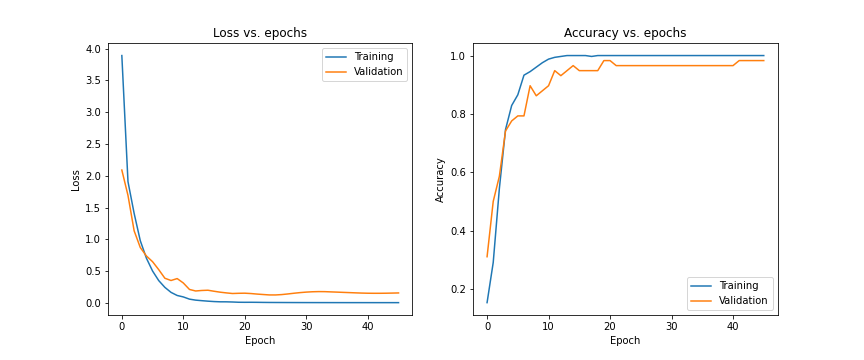 Loss vs. epochs
4.0
3.5
3.0
2.5
2.0
1.5
1.0
0.5
0.0
Loss
0 10 20 30 40
Epoch
Training
Validation
Accuracy vs. epochs
1.0
0.8
0.6
0.4
0.2
Accuracy
0 10 20 30 40
Epoch
Training
Validation